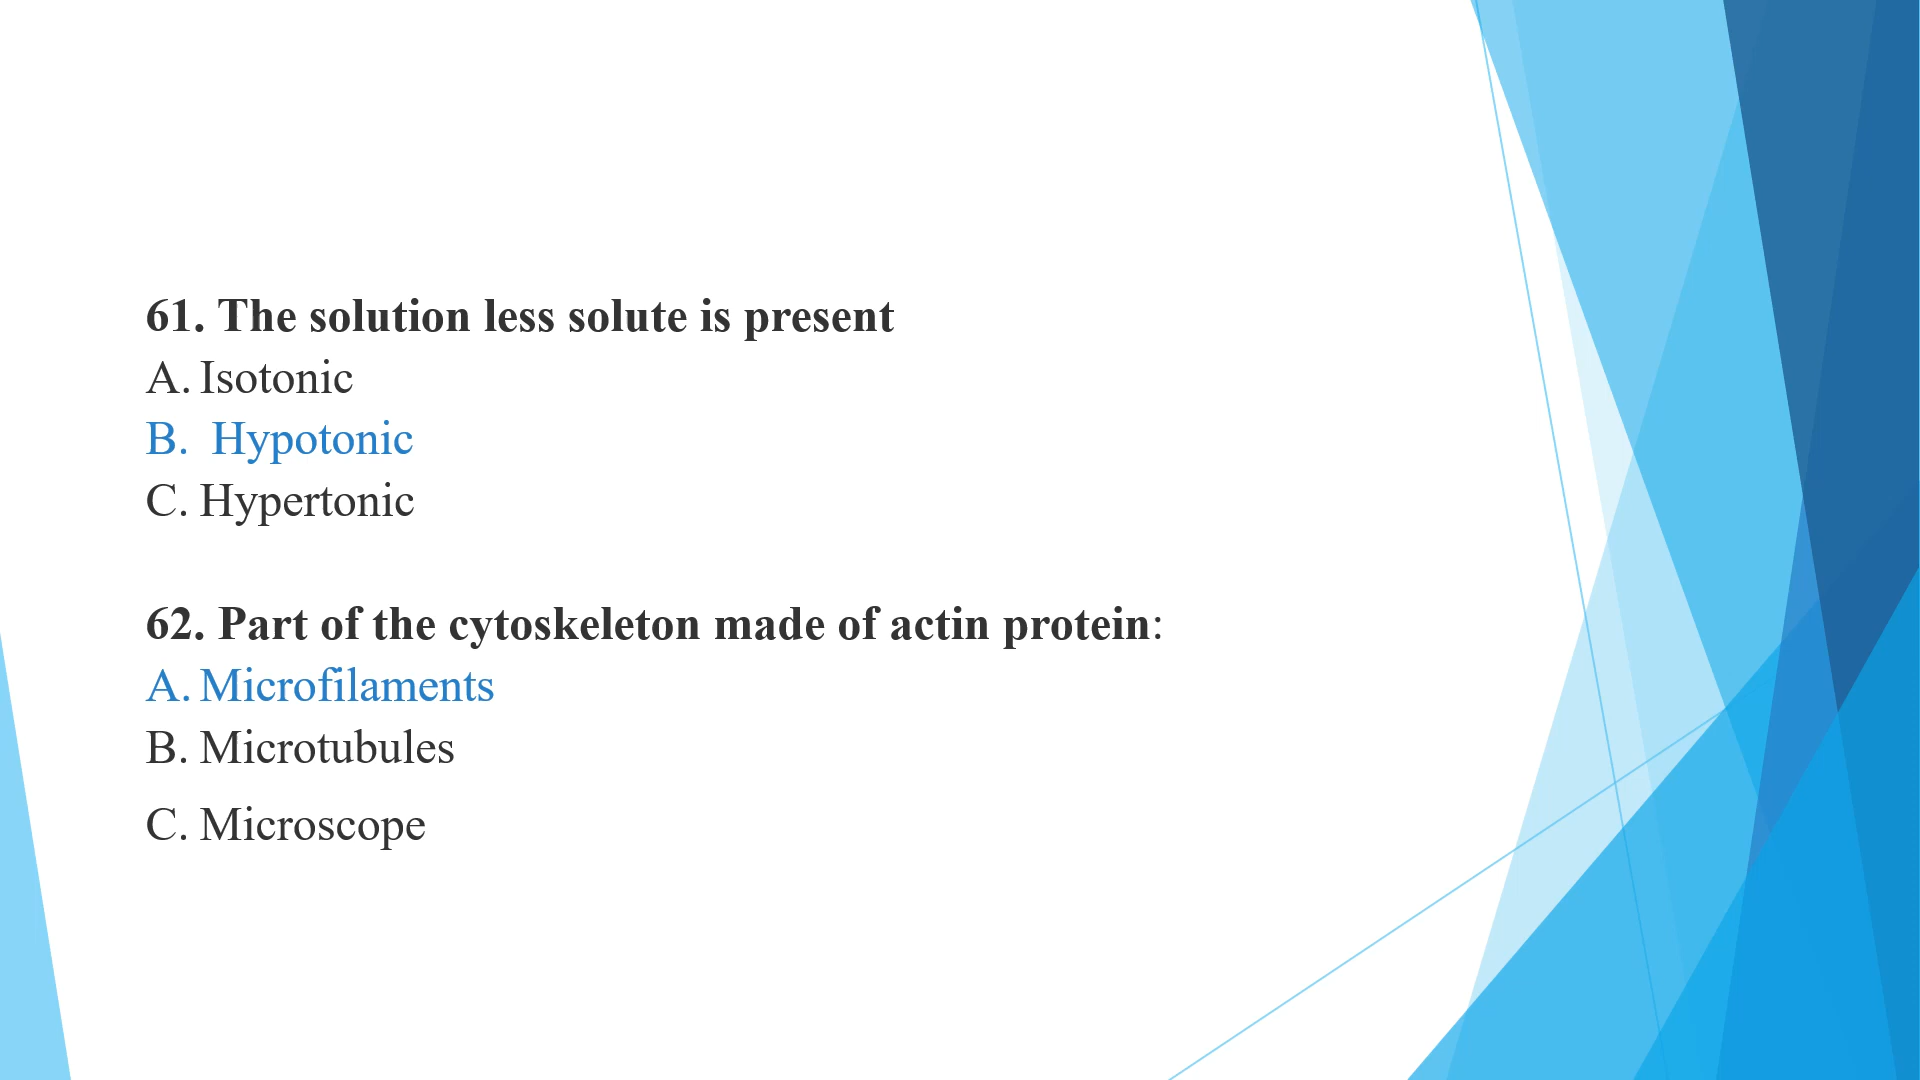 61. The solution less solute is present
A. Isotonic
B. Hypotonic
C. Hypertonic
62. Part of the cytoskeleton made of actin protein:
A. Microfilaments
B. Microtubules
C. Microscope